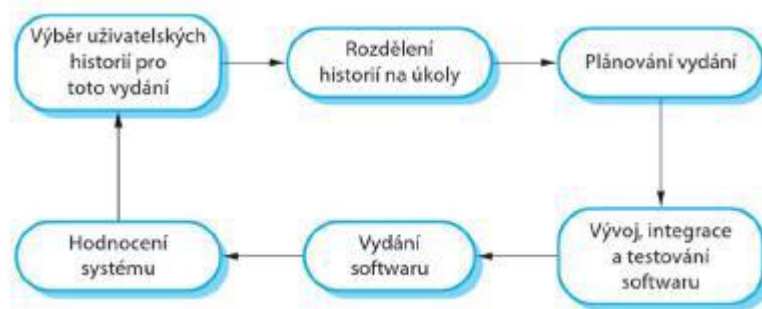 Výběr uživatelských
historií pro
toto vydání
Rozdělení
historií na úkoly
Plánování vydání
Vývoj, integrace
a testování
softwaru
Vydání
softwaru
Hodnocení
systému